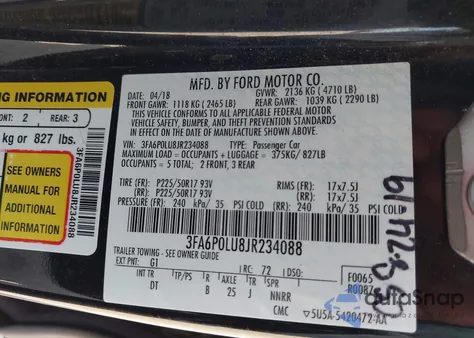 NG INFORMATION
ONT: 2 REAR: 3
kg or 827 lbs.
SEE OWNERS
MANUAL FOR
ADDITIONAL
INFORMATION
3FA6P0LU8JR234088
MFD. BY FORD MOTOR CO.
04/18 GVWR: 2136 KG ( 4710 LB)
FRONT GAWR: 1118 KG ( 2465 LB) REAR GAWR: 1039 KG ( 2290 LB)
THIS VEHICLE CONFORMS TO ALL APPLICABLE FEDERAL MOTOR
VEHICLE SAFETY, BUMPER, AND THEFT PREVENTION STANDARDS
IN EFFECT ON THE DATE OF MANUFACTURE SHOWN ABOVE.
VIN: 3FA6P0LU8JR234088 TYPE: Passenger Car
MAXIMUM LOAD = OCCUPANTS + LUGGAGE = 375KG/827LB
OCCUPANTS = 5 TOTAL; 2 FRONT, 3 REAR
TIRE (FR): P225/50R17 93V RIMS (FR): 17x7.5J
(RR): P225/50R17 93V (RR): 17x7.5J
PRESSURE (FR): 240 kPa/ 35 PSI COLD (RR): 240 kPa/ 35 PSI COLD
3FA6P0LU8JR234088
TRAILER TOWING - SEE OWNER GUIDE
EXT PNT: G1 RC: 72 DSO: F0065
INT TR TP/PS R AXLE TR SPR R0087
DT B 25 J NNRR
CMC 5U5A-5420472-AA
autoSnap